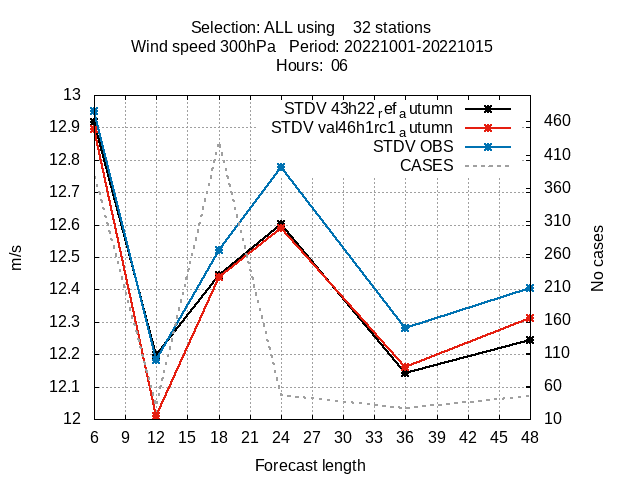 Selection: ALL using    32 stations
Wind speed 300hPa   Period: 20221001-20221015
Hours:  06
STDV 43h22ᵣefₐutumn
STDV val46h1rc1ₐutumn
STDV OBS
CASES
13
12.9
12.8
12.7
12.6
12.5
12.4
12.3
12.2
12.1
12
m/s
460
410
360
310
260
210
160
110
60
10
No cases
6 9 12 15 18 21 24 27 30 33 36 39 42 45 48
Forecast length